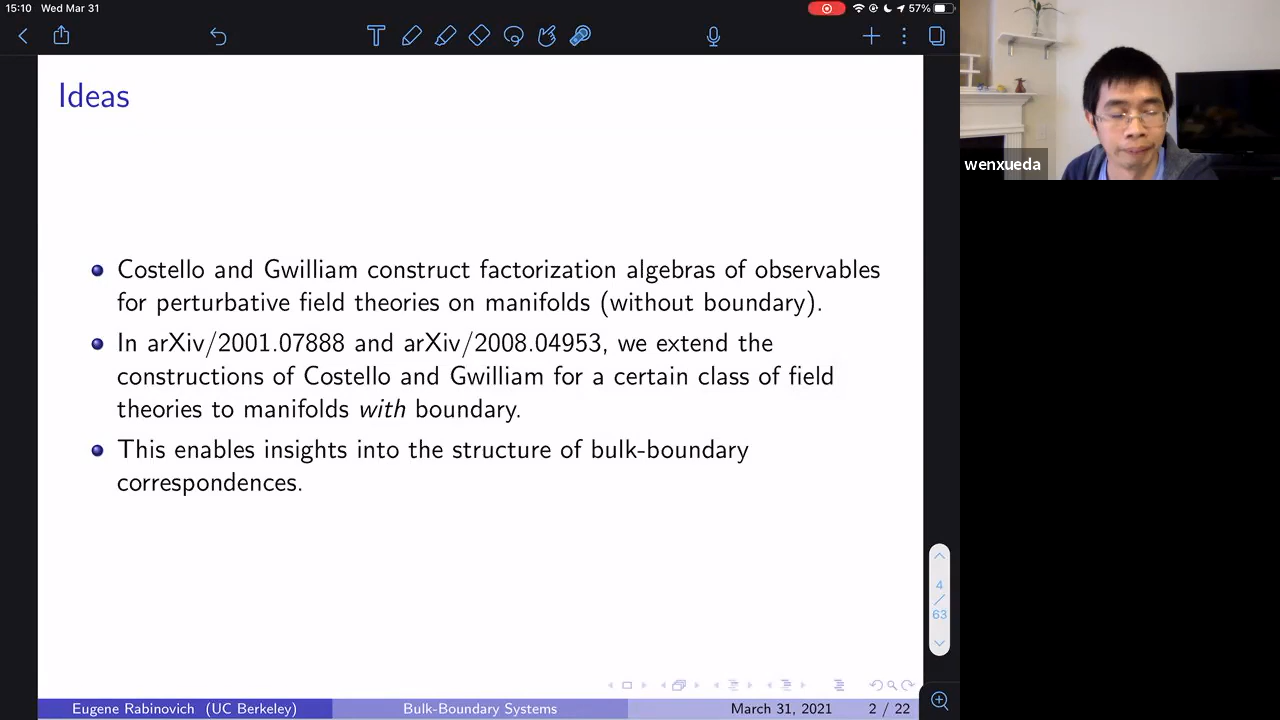 15:10 Wed Mar 31
57%
Ideas
Costello and Gwilliam construct factorization algebras of observables
for perturbative field theories on manifolds (without boundary).
In arXiv/2001.07888 and arXiv/2008.04953, we extend the
constructions of Costello and Gwilliam for a certain class of field
theories to manifolds with boundary.
This enables insights into the structure of bulk-boundary
correspondences.
4
/
63
Eugene Rabinovich (UC Berkeley)
Bulk-Boundary Systems
March 31, 2021
2 / 22
wenxueda